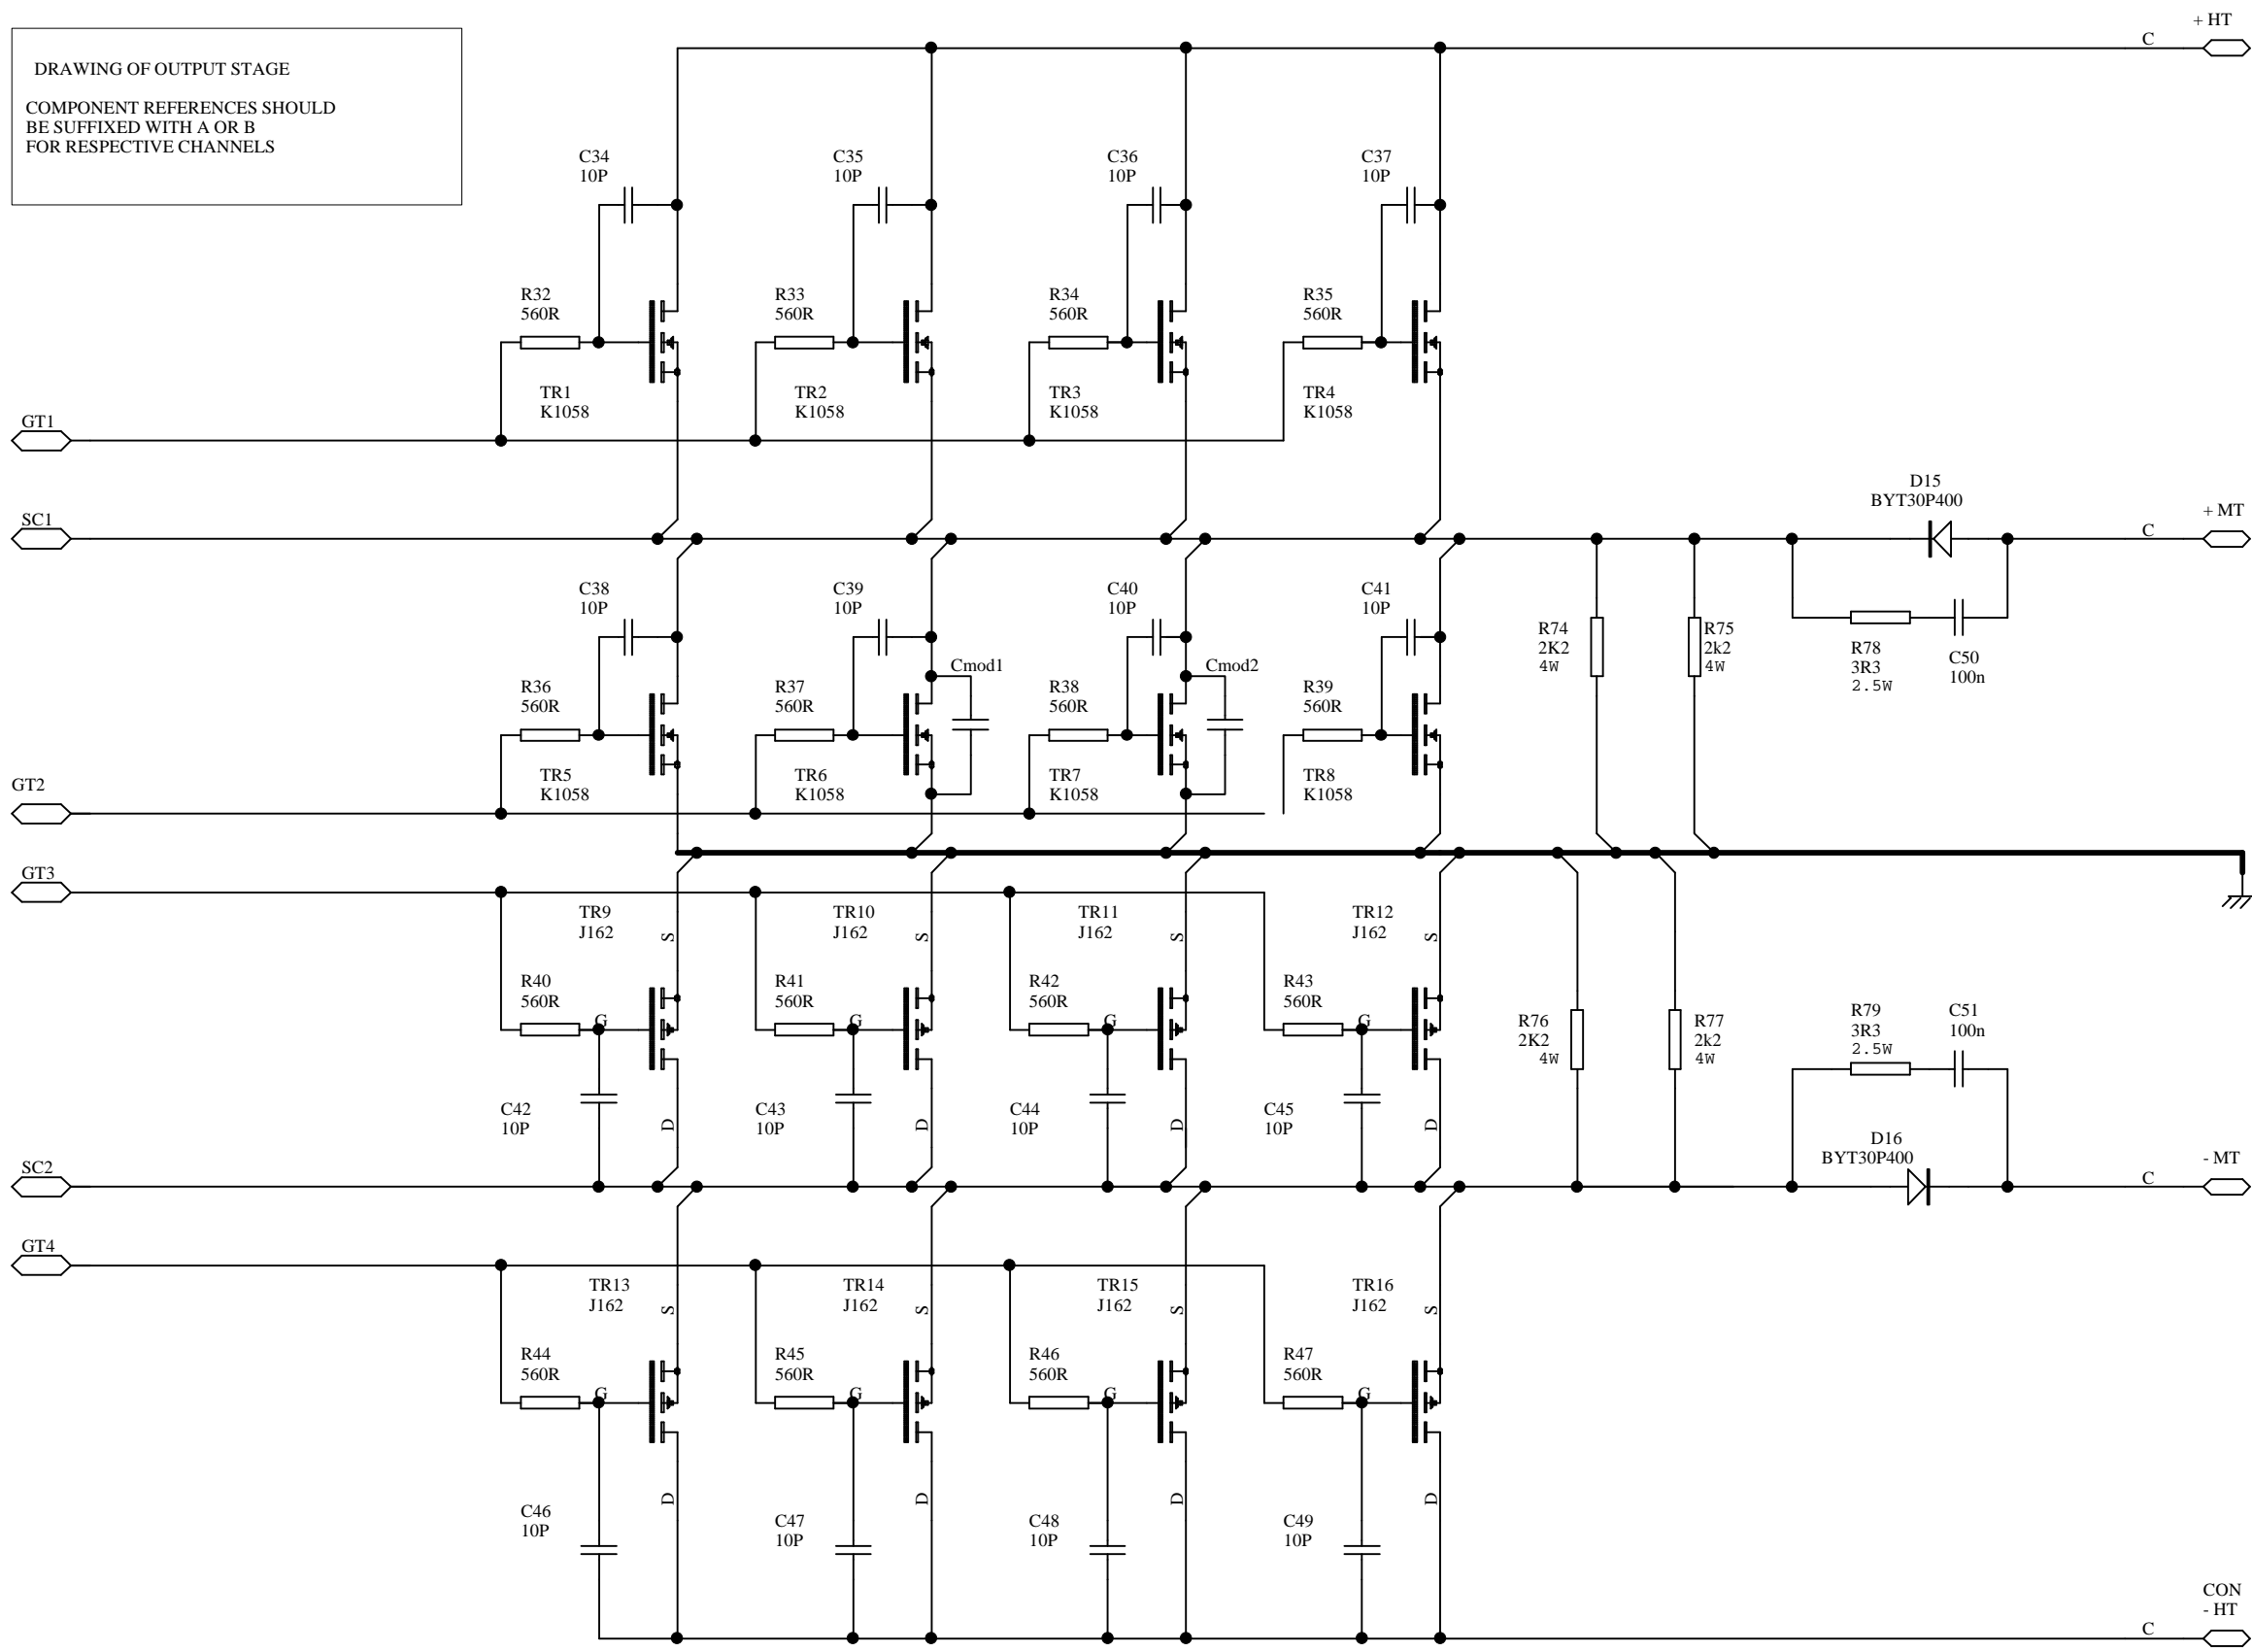 + HT
C
DRAWING OF OUTPUT STAGE
COMPONENT REFERENCES SHOULD
BE SUFFIXED WITH A OR B
FOR RESPECTIVE CHANNELS
C34
10P
C35
10P
C36
10P
C37
10P
R32
560R
R33
560R
R34
560R
R35
560R
TR1
K1058
TR2
K1058
TR3
K1058
TR4
K1058
GT1
D15
BYT30P400
SC1
+ MT
C
C38
10P
C39
10P
C40
10P
C41
10P
R74
2K2
4W
R75
2k2
4W
R78
3R3
2.5W
C50
100n
Cmod1
Cmod2
R36
560R
R37
560R
R38
560R
R39
560R
TR5
K1058
TR6
K1058
TR7
K1058
TR8
K1058
GT2
GT3
TR9
J162
S
TR10
J162
S
TR11
J162
S
TR12
J162
S
R40
560R
G
R41
560R
G
R42
560R
G
R43
560R
G
R76
2K2
4W
R77
2k2
4W
R79
3R3
2.5W
C51
100n
C42
10P
D
C43
10P
D
C44
10P
D
C45
10P
D
D16
BYT30P400
SC2
- MT
C
GT4
TR13
J162
S
TR14
J162
S
TR15
J162
S
TR16
J162
S
R44
560R
G
R45
560R
G
R46
560R
G
R47
560R
G
C46
10P
D
C47
10P
D
C48
10P
D
C49
10P
D
CON
- HT
C